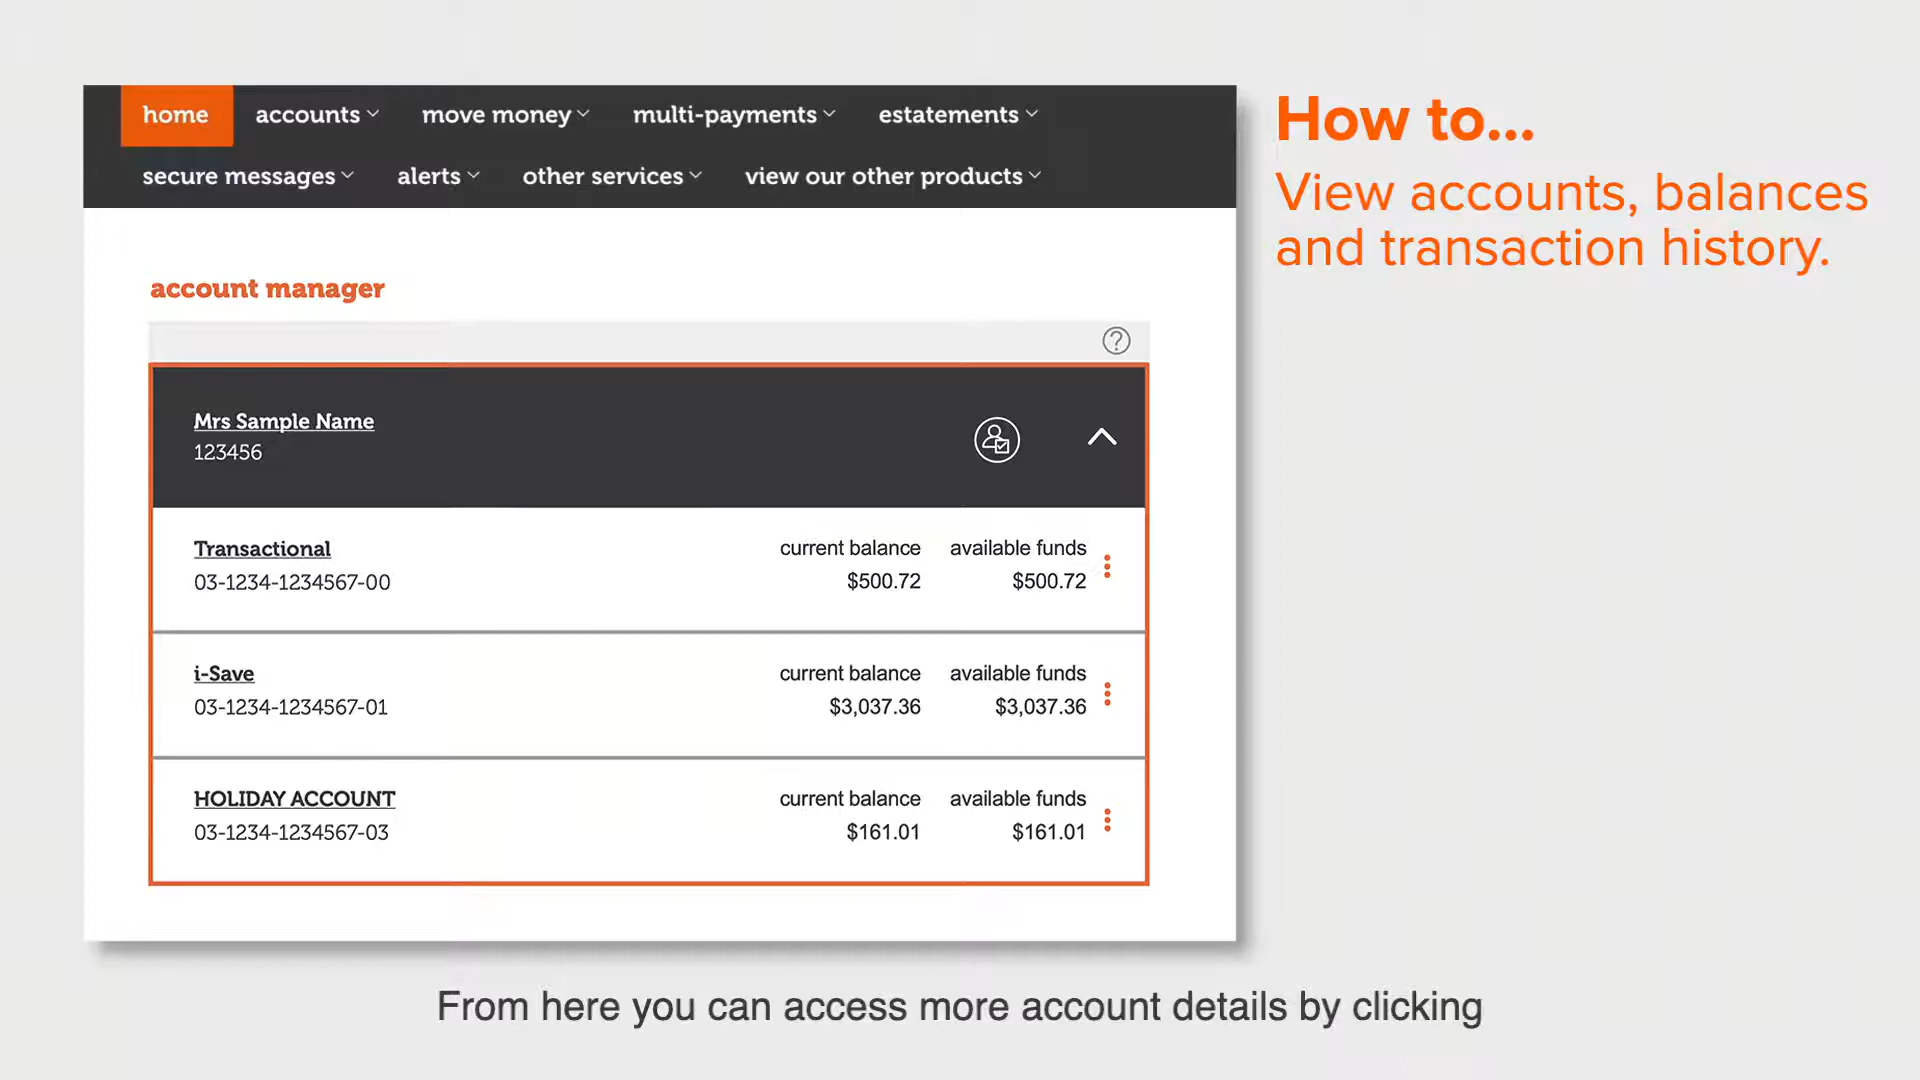 home accounts move money multi-payments estatements
secure messages alerts other services view our other products
How to...
View accounts, balances
and transaction history.
account manager
?
Mrs Sample Name
123456
Transactional current balance available funds
03-1234-1234567-00 $500.72 $500.72
i-Save current balance available funds
03-1234-1234567-01 $3,037.36 $3,037.36
HOLIDAY ACCOUNT current balance available funds
03-1234-1234567-03 $161.01 $161.01
From here you can access more account details by clicking